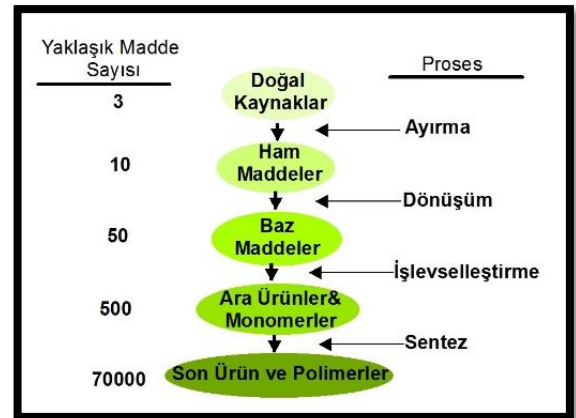 Yaklaşık Madde
Sayısı
Proses
3
Doğal
Kaynaklar
Ayırma
10
Ham
Maddeler
Dönüşüm
50
Baz
Maddeler
İşlevselleştirme
500
Ara Ürünler&
Monomerler
Sentez
70000
Son Ürün ve Polimerler